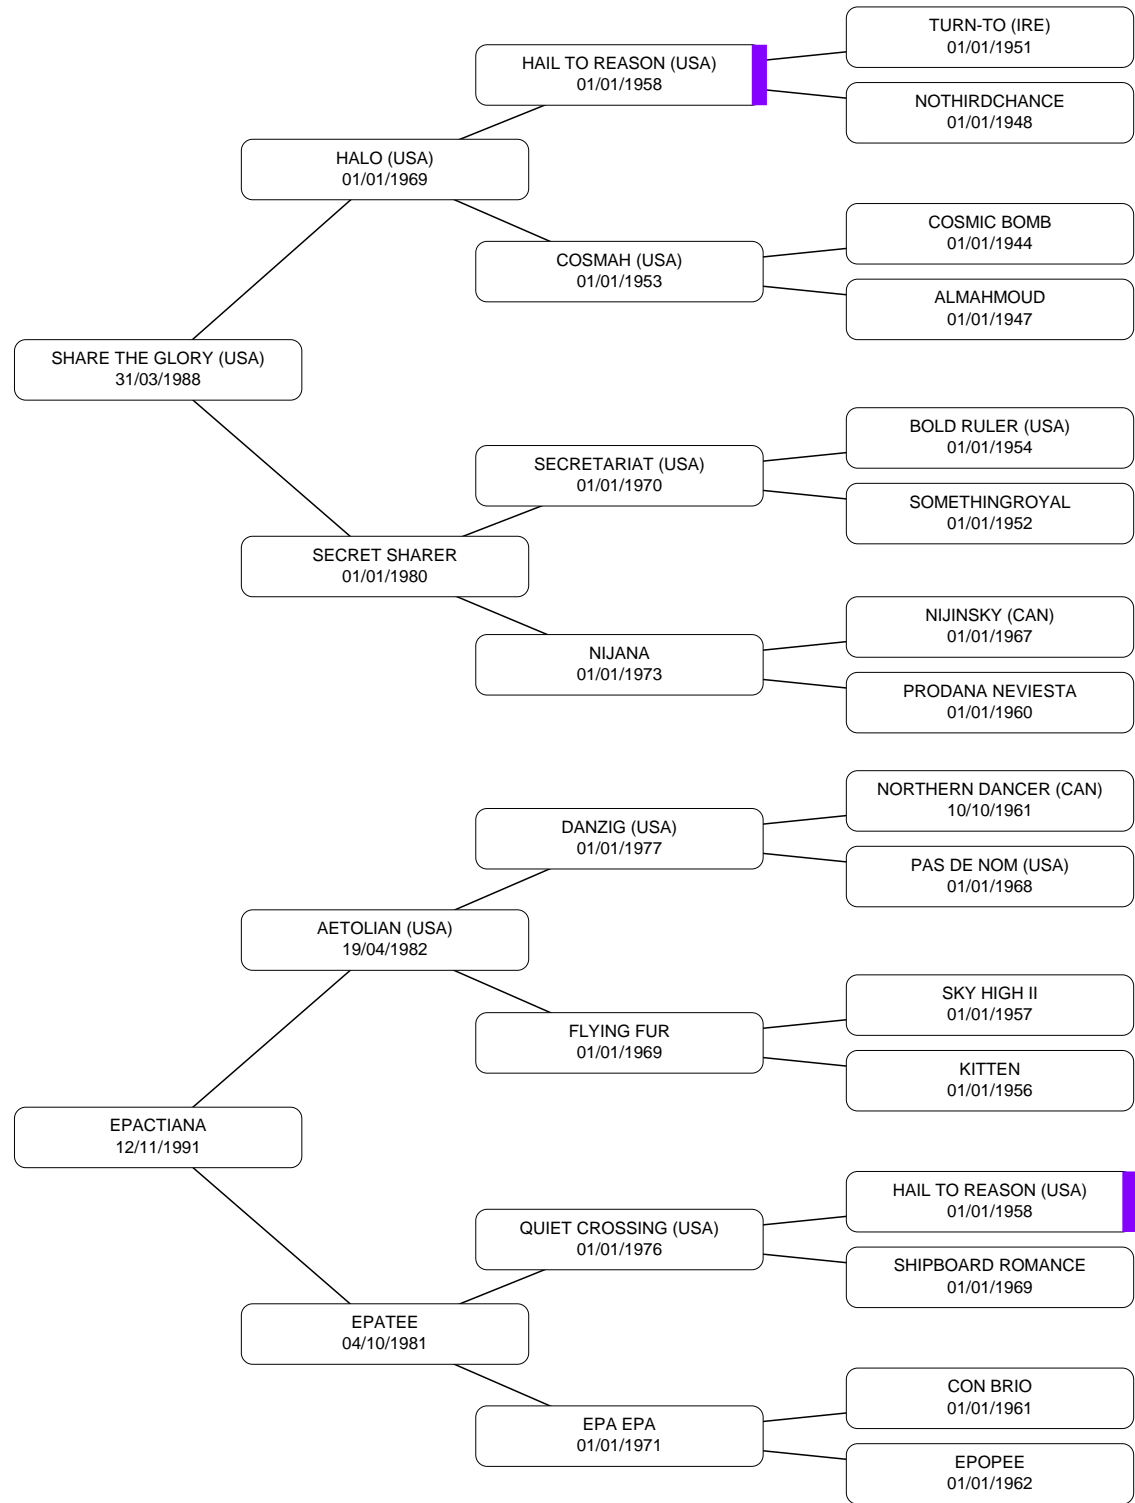 TURN-TO (IRE)
01/01/1951
HAIL TO REASON (USA)
01/01/1958
NOTHIRDCHANCE
01/01/1948
HALO (USA)
01/01/1969
COSMIC BOMB
01/01/1944
COSMAH (USA)
01/01/1953
ALMAHMOUD
01/01/1947
SHARE THE GLORY (USA)
31/03/1988
BOLD RULER (USA)
01/01/1954
SECRETARIAT (USA)
01/01/1970
SOMETHINGROYAL
01/01/1952
SECRET SHARER
01/01/1980
NIJINSKY (CAN)
01/01/1967
NIJANA
01/01/1973
PRODANA NEVIESTA
01/01/1960
NORTHERN DANCER (CAN)
10/10/1961
DANZIG (USA)
01/01/1977
PAS DE NOM (USA)
01/01/1968
AETOLIAN (USA)
19/04/1982
SKY HIGH II
01/01/1957
FLYING FUR
01/01/1969
KITTEN
01/01/1956
EPACTIANA
12/11/1991
HAIL TO REASON (USA)
01/01/1958
QUIET CROSSING (USA)
01/01/1976
SHIPBOARD ROMANCE
01/01/1969
EPATEE
04/10/1981
CON BRIO
01/01/1961
EPA EPA
01/01/1971
EPOPEE
01/01/1962